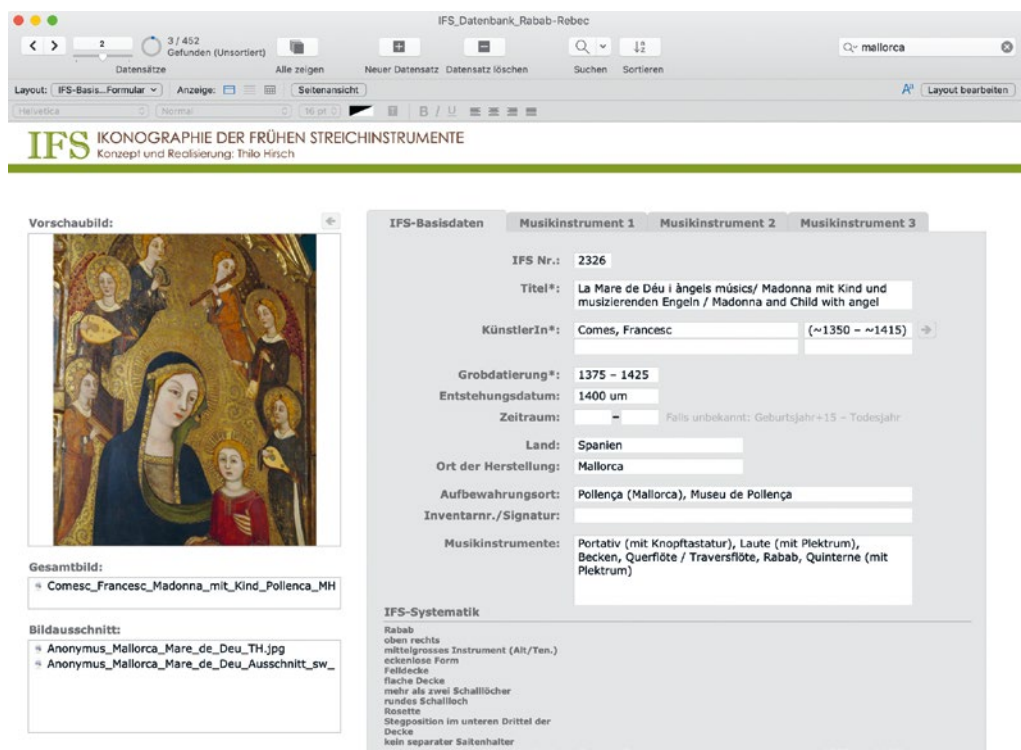 IFS_Datenbank_Rabab-Rebec
2
3 / 452
Gefunden (Unsortiert)
Datensätze
Alle zeigen
Neuer Datensatz
Datensatz löschen
Suchen
Sortieren
mallorca
Layout:
IFS-Basis...Formular
Anzeige:
Seitenansicht
Layout bearbeiten
Helvetica
Normal
16 pt
B / U
IFS IKONOGRAPHIE DER FRÜHEN STREICHINSTRUMENTE
Konzept und Realisierung: Thilo Hirsch
Vorschaubild:
Gesamtbild:
Comesc_Francesc_Madonna_mit_Kind_Pollenca_MH
Bildausschnitt:
Anonymus_Mallorca_Mare_de_Deu_TH.jpg
Anonymus_Mallorca_Mare_de_Deu_Ausschnitt_sw_
IFS-Basisdaten
Musikinstrument 1
Musikinstrument 2
Musikinstrument 3
IFS Nr.: 2326
Titel*: La Mare de Déu i àngels músics/ Madonna mit Kind und
musizierenden Engeln / Madonna and Child with angel
KünstlerIn*: Comes, Francesc (~1350 – ~1415)
Grobdatierung*: 1375 – 1425
Entstehungsdatum: 1400 um
Zeitraum: – Falls unbekannt: Geburtsjahr+15 – Todesjahr
Land: Spanien
Ort der Herstellung: Mallorca
Aufbewahrungsort: Pollença (Mallorca), Museu de Pollença
Inventarnr./Signatur:
Musikinstrumente: Portativ (mit Knopftastatur), Laute (mit Plektrum),
Becken, Querflöte / Traversflöte, Rabab, Quinterne (mit
Plektrum)
IFS-Systematik
Rabab
oben rechts
mittelgrosses Instrument (Alt/Ten.)
eckenlose Form
Felldecke
flache Decke
mehr als zwei Schalllöcher
rundes Schallloch
Rosette
Stegposition im unteren Drittel der
Decke
kein separater Saitenhalter